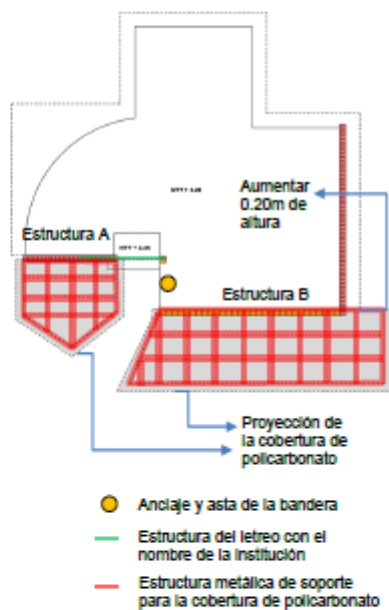 Aumentar
0.20m de
altura
Estructura A
Estructura B
Proyección de
la cobertura de
policarbonato
Anclaje y asta de la bandera
Estructura del letrero con el
nombre de la institución
Estructura metálica de soporte
para la cobertura de policarbonato